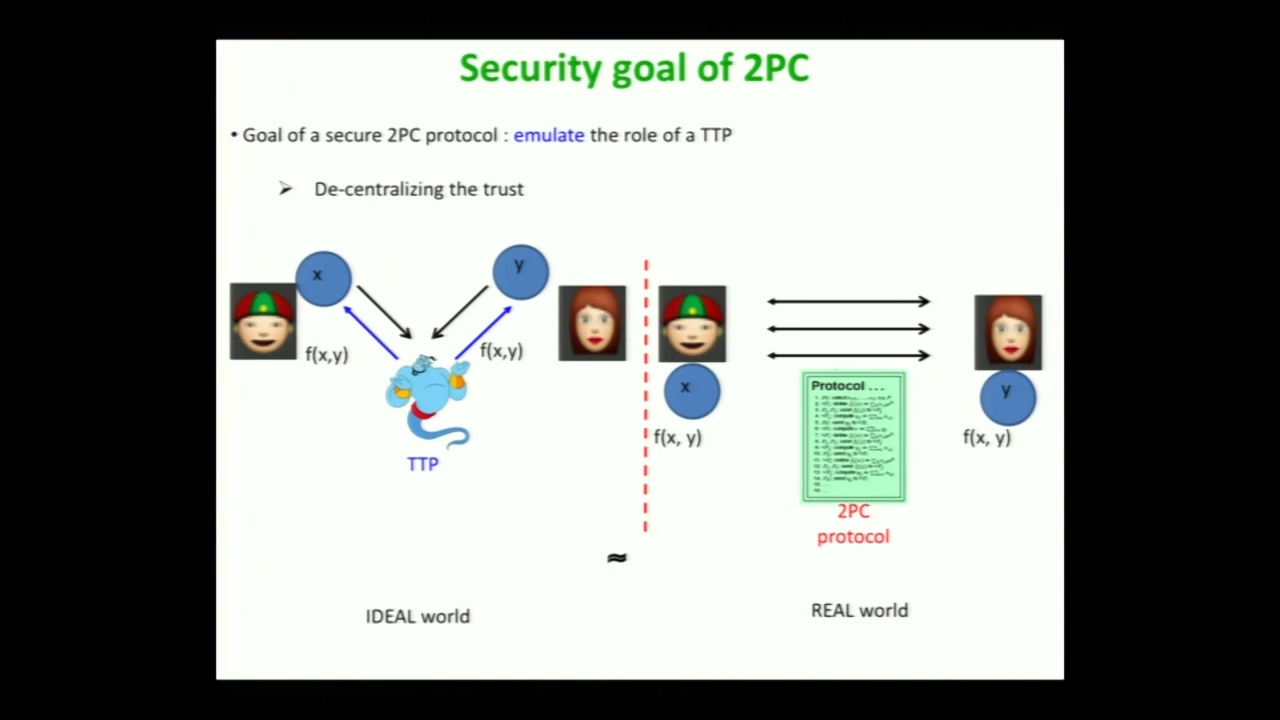 Security goal of 2PC
• Goal of a secure 2PC protocol : emulate the role of a TTP
➢ De-centralizing the trust
x
y
f(x,y)
f(x,y)
TTP
x
y
f(x, y)
f(x, y)
Protocol ...
2PC
protocol
≈
IDEAL world
REAL world